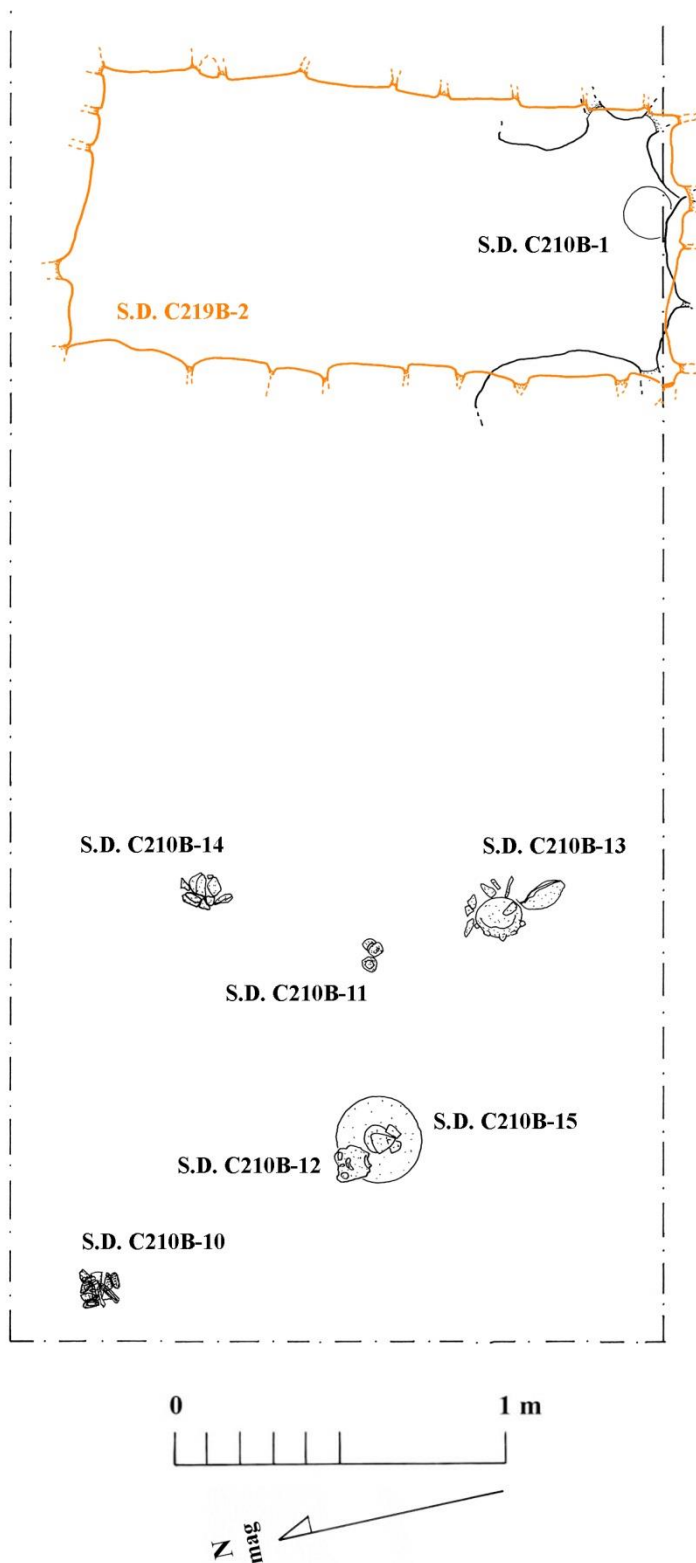 S.D. C210B-1
S.D. C219B-2
S.D. C210B-14
S.D. C210B-13
S.D. C210B-11
S.D. C210B-15
S.D. C210B-12
S.D. C210B-10
0 1 m
N
mag